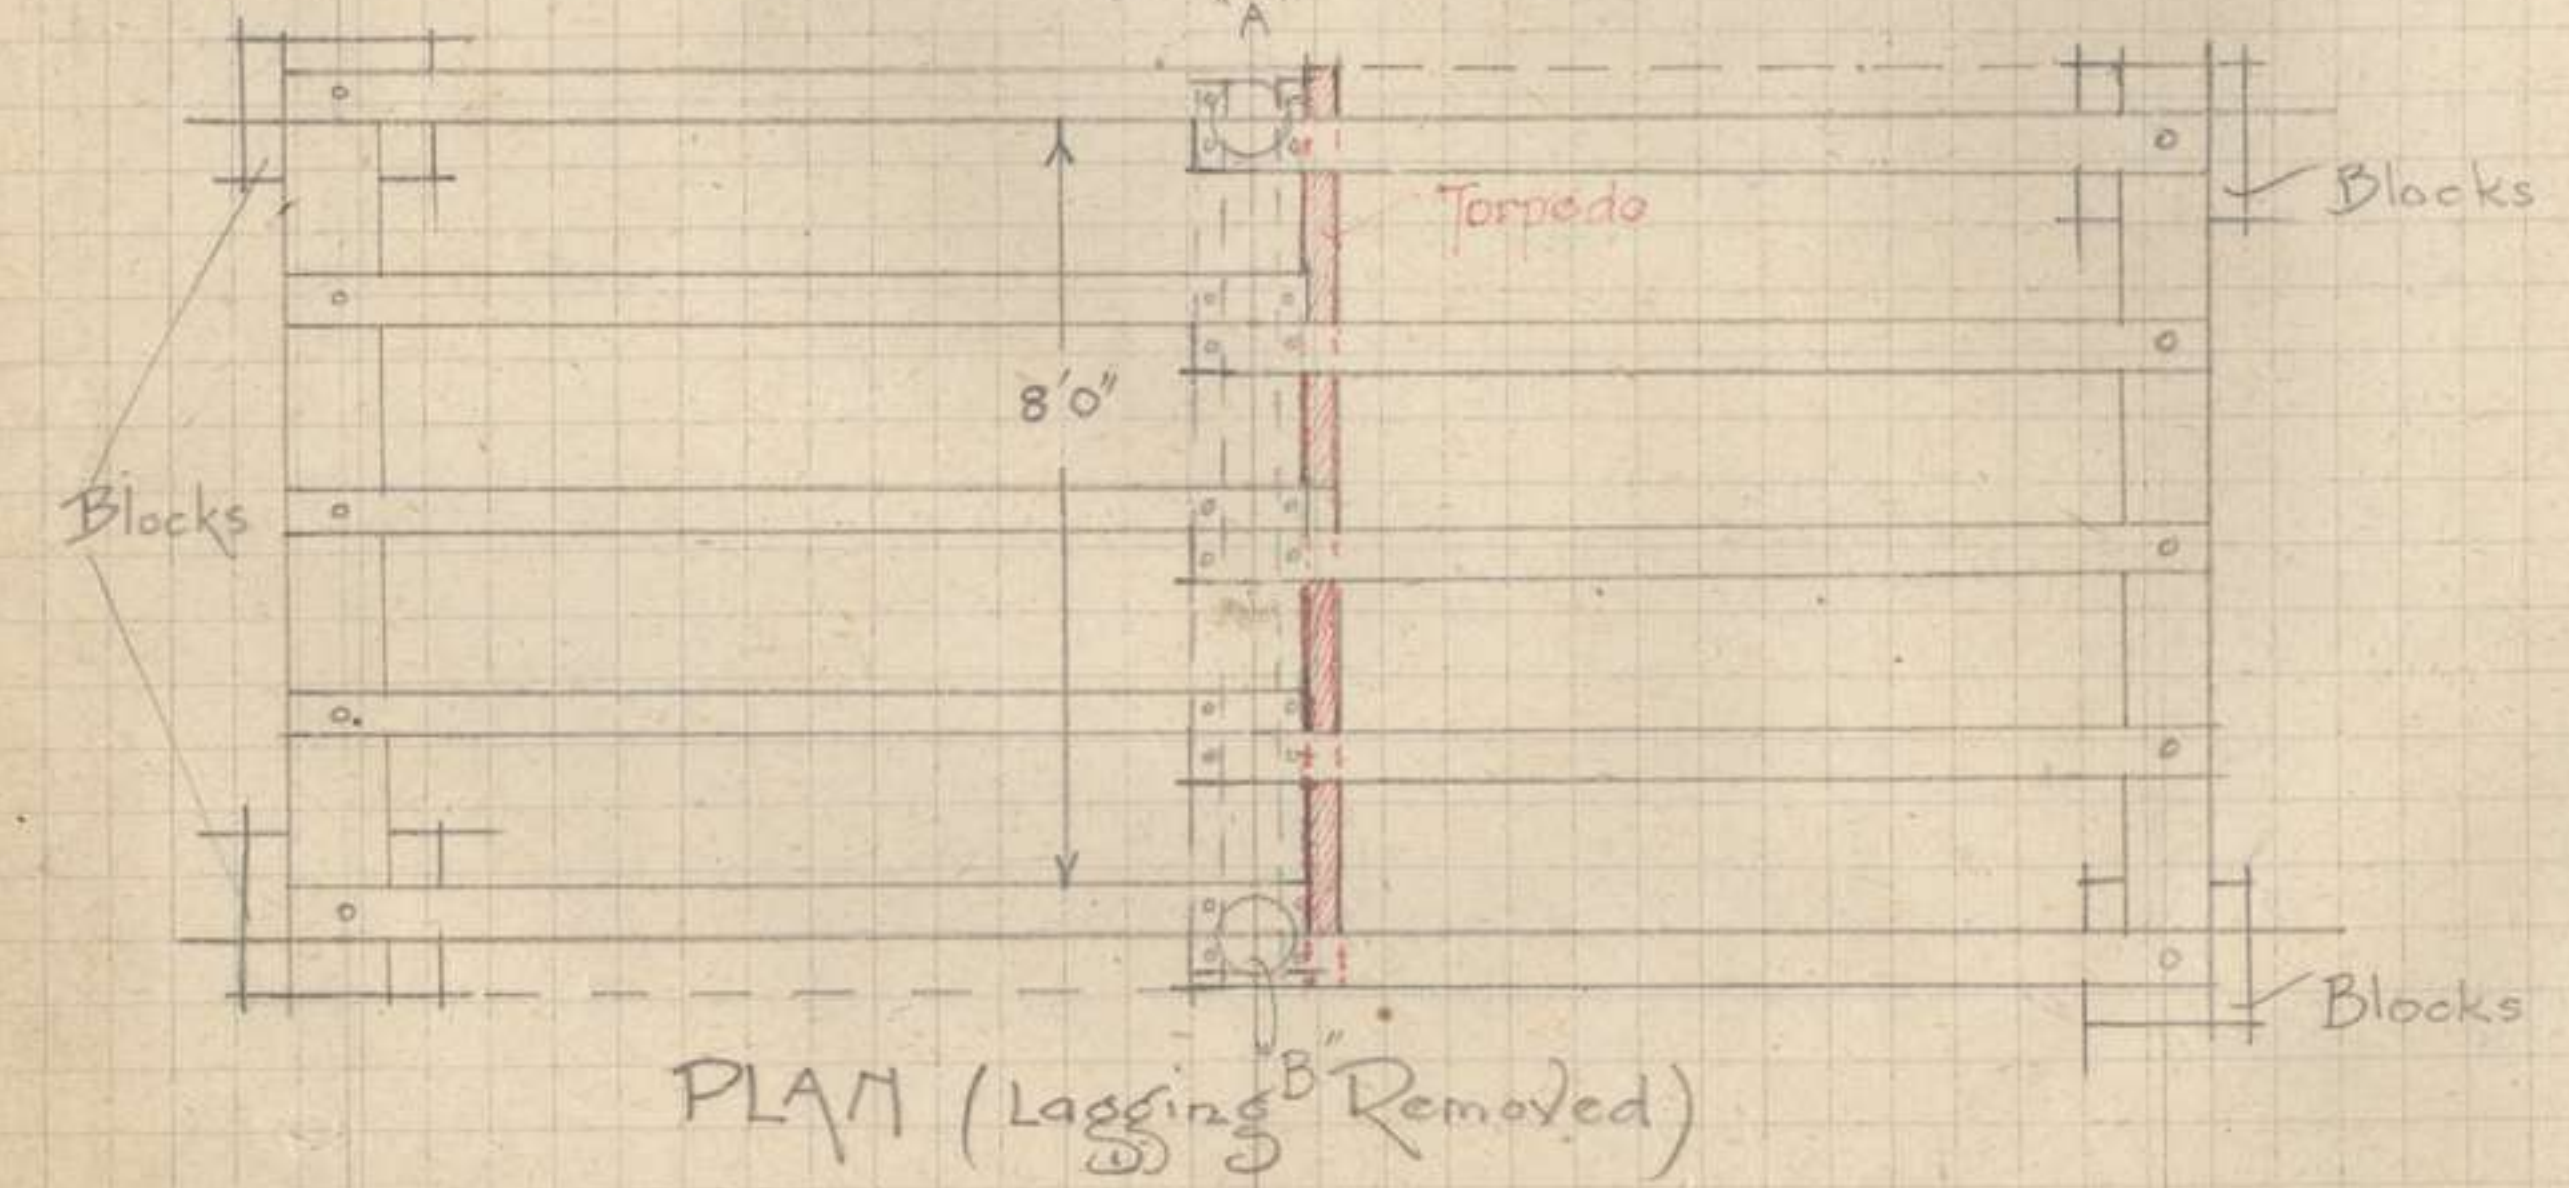 A
Blocks
Torpedo
8'0"
Blocks
Blocks
B"
PLAN (Lagging Removed)